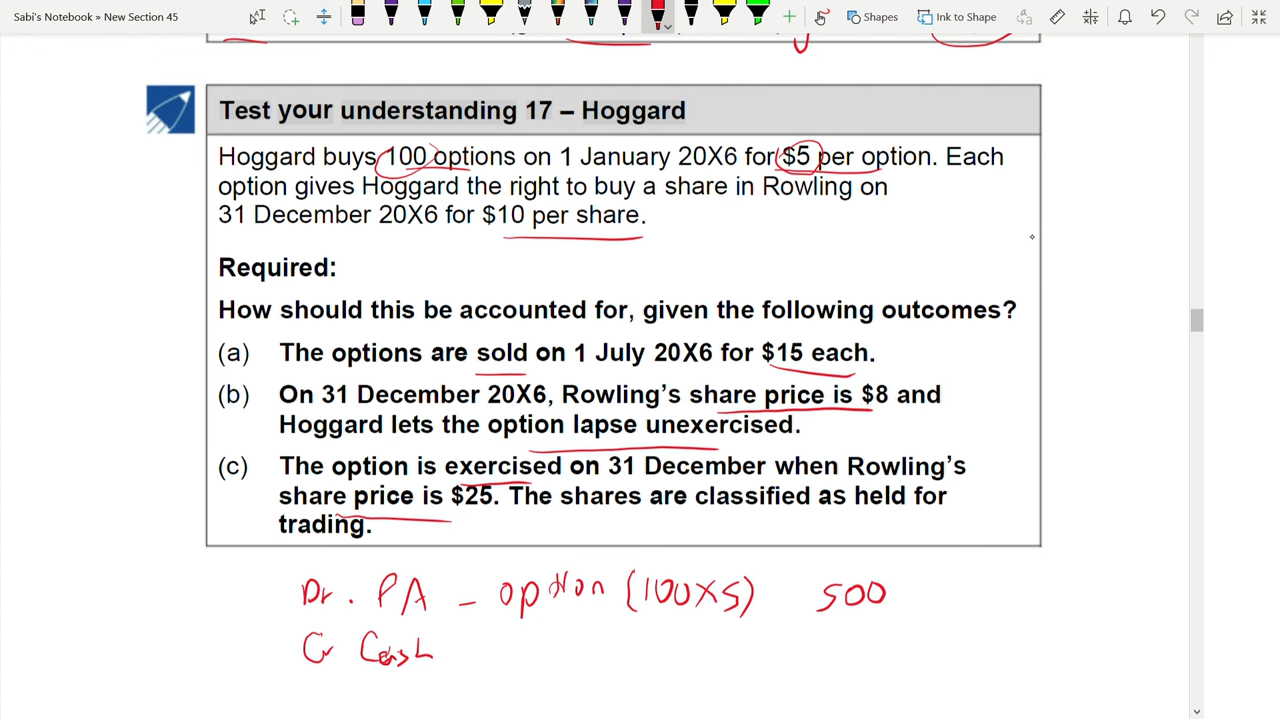 Sabi's Notebook » New Section 45
Shapes
Ink to Shape
Test your understanding 17 – Hoggard
Hoggard buys 100 options on 1 January 20X6 for $5 per option. Each
option gives Hoggard the right to buy a share in Rowling on
31 December 20X6 for $10 per share.
Required:
How should this be accounted for, given the following outcomes?
(a) The options are sold on 1 July 20X6 for $15 each.
(b) On 31 December 20X6, Rowling's share price is $8 and
Hoggard lets the option lapse unexercised.
(c) The option is exercised on 31 December when Rowling's
share price is $25. The shares are classified as held for
trading.
Dr. FA – option (100x5) 500
Cr Cash